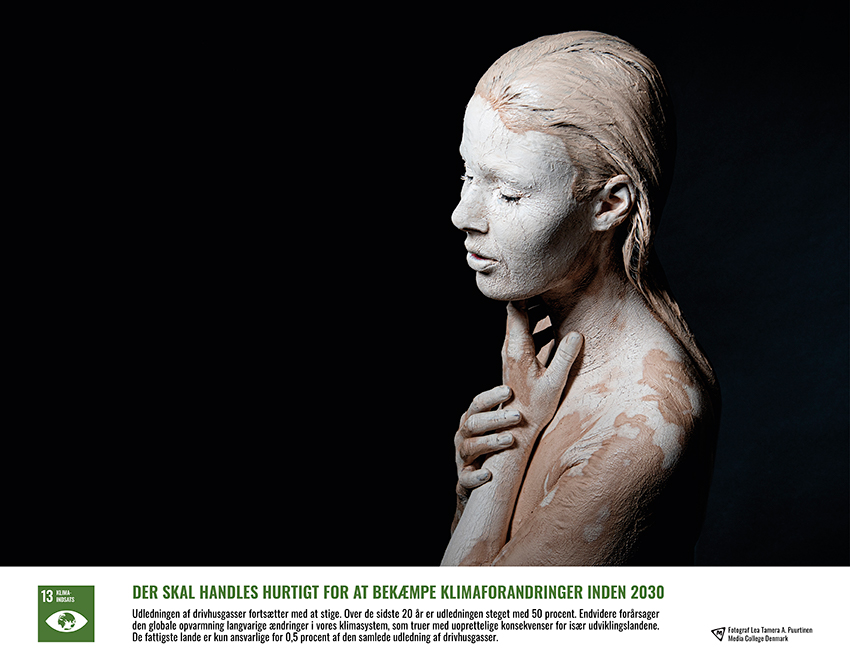 13 KLIMA-
INDSATS
DER SKAL HANDLES HURTIGT FOR AT BEKÆMPE KLIMAFORANDRINGER INDEN 2030
Udledningen af drivhusgasser fortsætter med at stige. Over de sidste 20 år er udledningen steget med 50 procent. Endvidere forårsager
den globale opvarmning langvarige ændringer i vores klimasystem, som truer med uoprettelige konsekvenser for især udviklingslandene.
De fattigste lande er kun ansvarlige for 0,5 procent af den samlede udledning af drivhusgasser.
Fotograf Lea Tamera A. Puurtinen
Media College Denmark